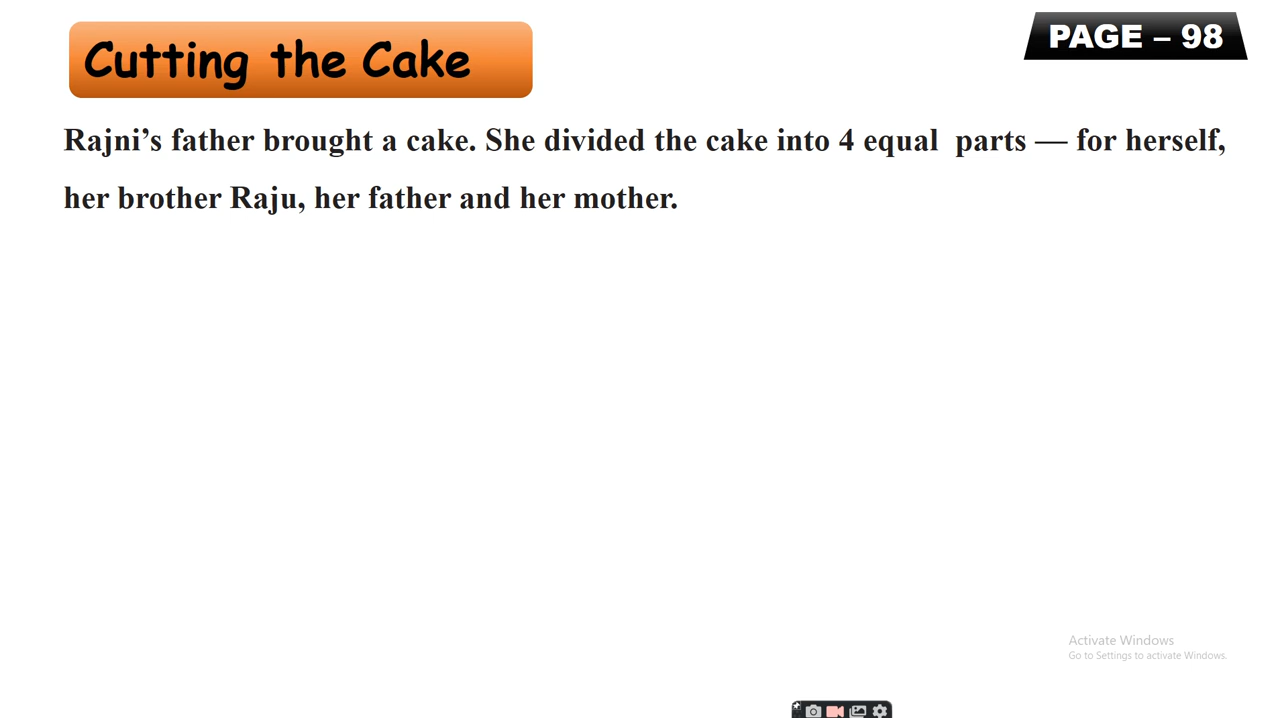 Cutting the Cake
PAGE – 98
Rajni’s father brought a cake. She divided the cake into 4 equal parts — for herself,
her brother Raju, her father and her mother.
Activate Windows
Go to Settings to activate Windows.